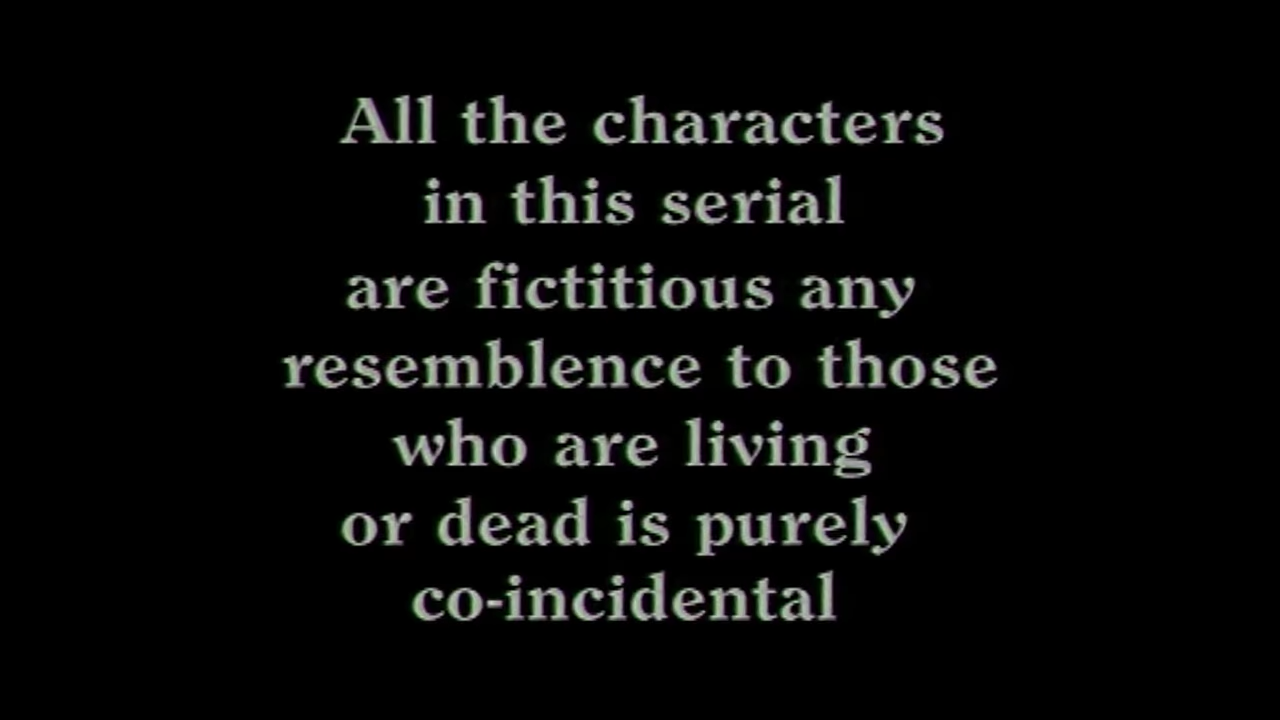 All the characters
in this serial
are fictitious any
resemblence to those
who are living
or dead is purely
co-incidental